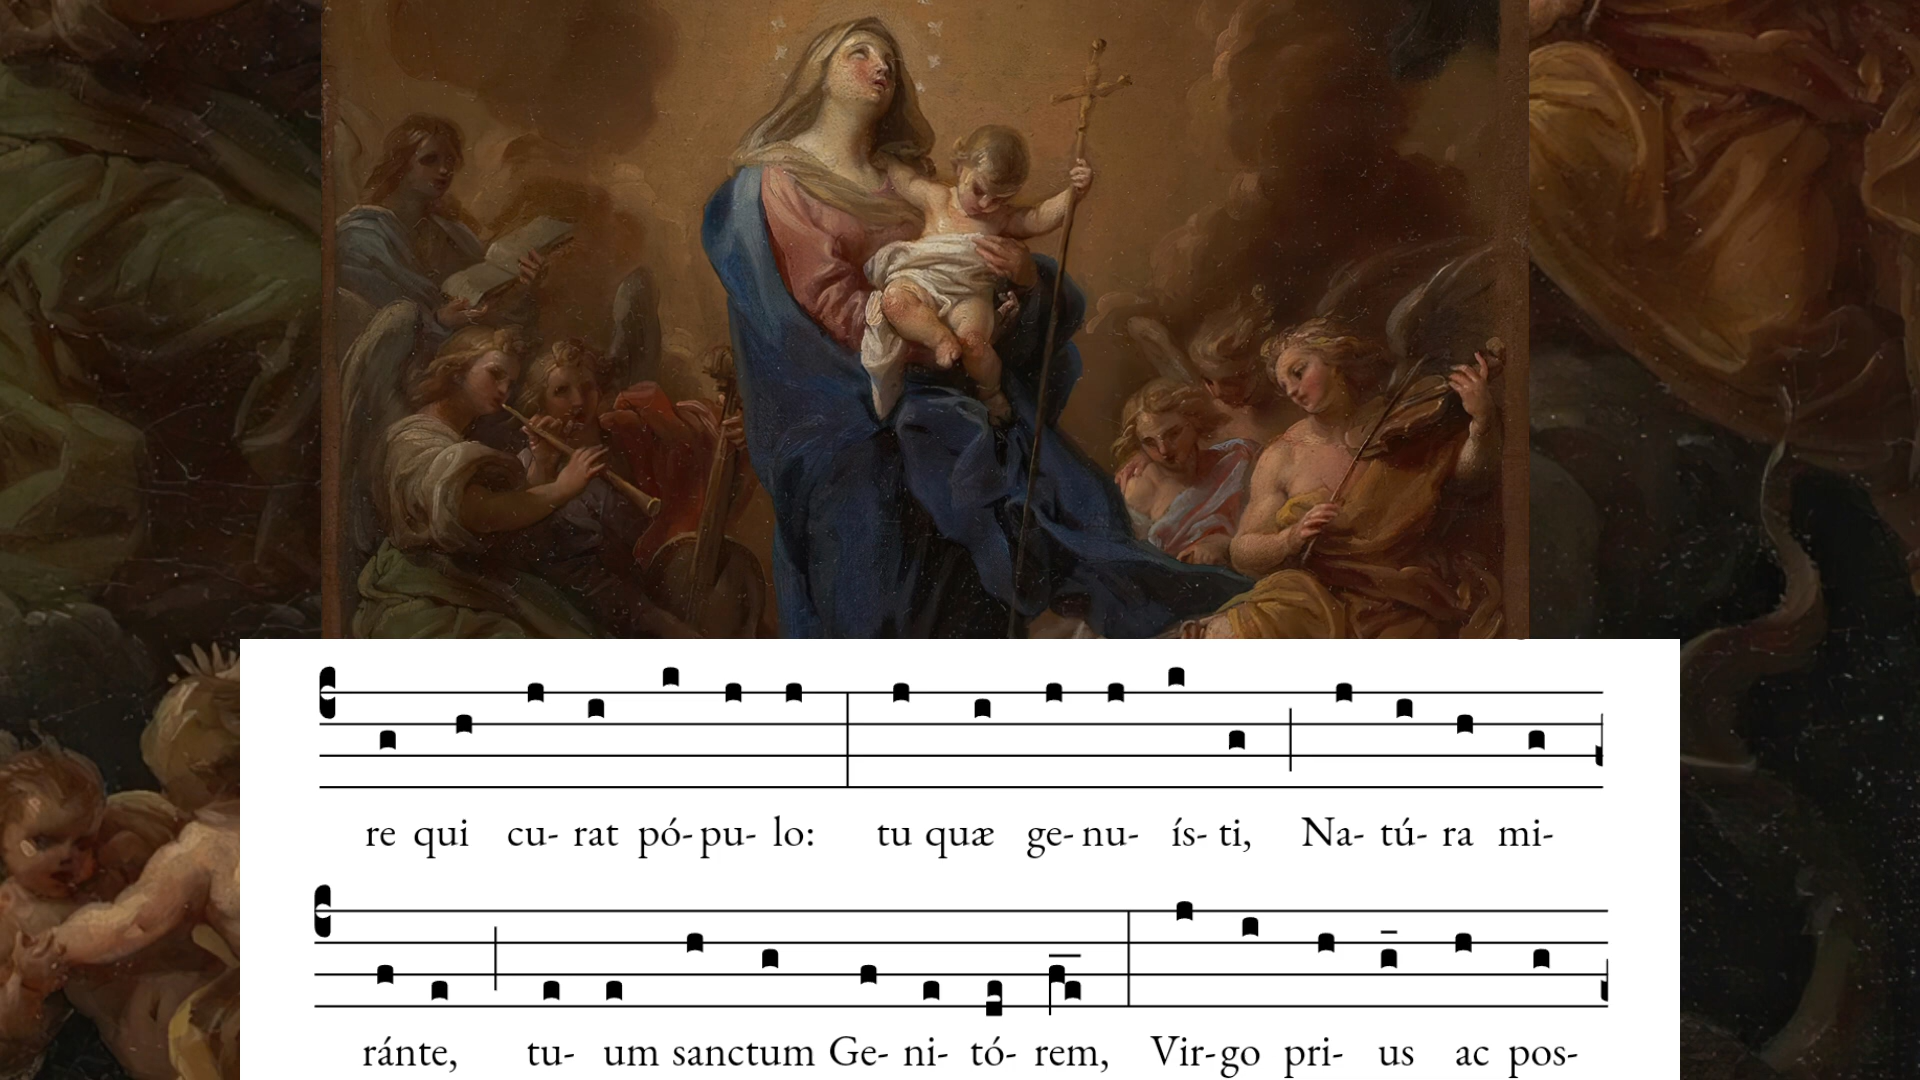 re qui cu- rat pó- pu- lo: tu quæ ge- nu- ís- ti, Na- tú- ra mi-
ránte, tu- um sanctum Ge- ni- tó- rem, Vir- go pri- us ac pos-